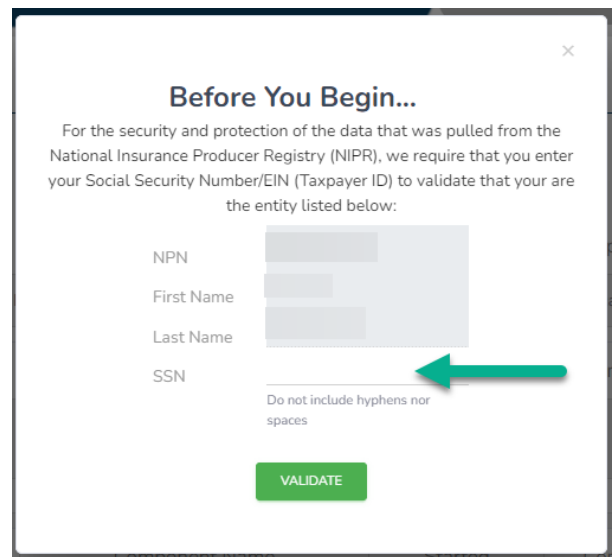 ×
Before You Begin...
For the security and protection of the data that was pulled from the
National Insurance Producer Registry (NIPR), we require that you enter
your Social Security Number/EIN (Taxpayer ID) to validate that your are
the entity listed below:
NPN
First Name
Last Name
SSN
Do not include hyphens nor
spaces
VALIDATE